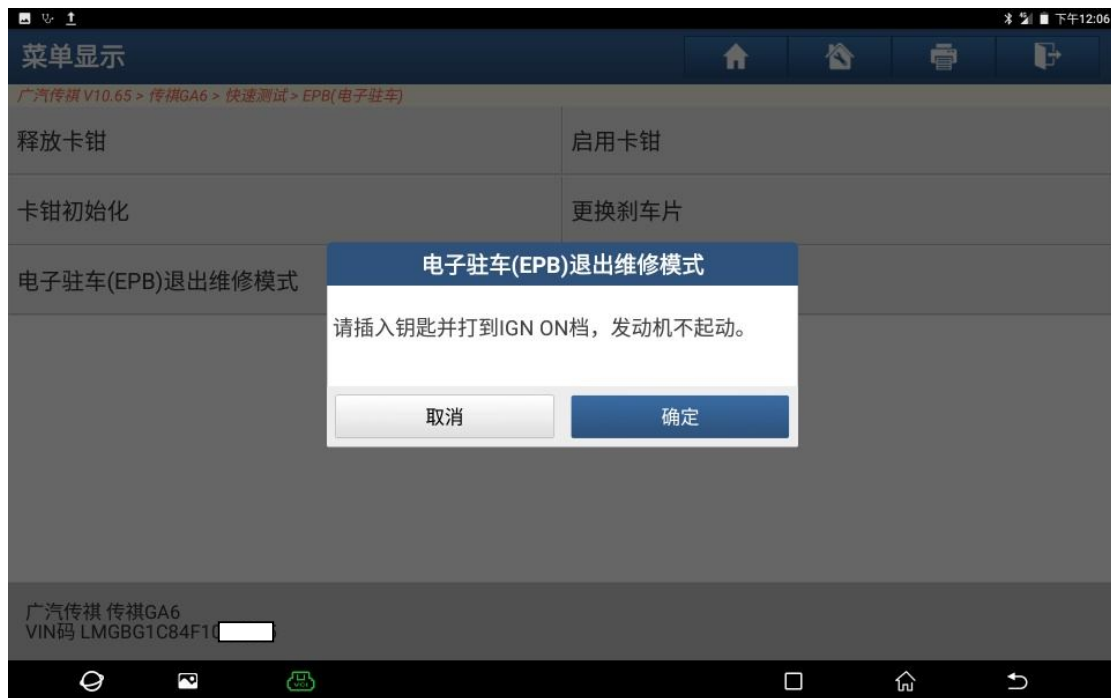 下午12:06
菜单显示
广汽传祺 V10.65 > 传祺GA6 > 快速测试 > EPB(电子驻车)
释放卡钳
启用卡钳
卡钳初始化
更换刹车片
电子驻车(EPB)退出维修模式
电子驻车(EPB)退出维修模式
请插入钥匙并打到IGN ON档，发动机不起动。
取消
确定
广汽传祺 传祺GA6
VIN码 LMGBG1C84F10
VCI